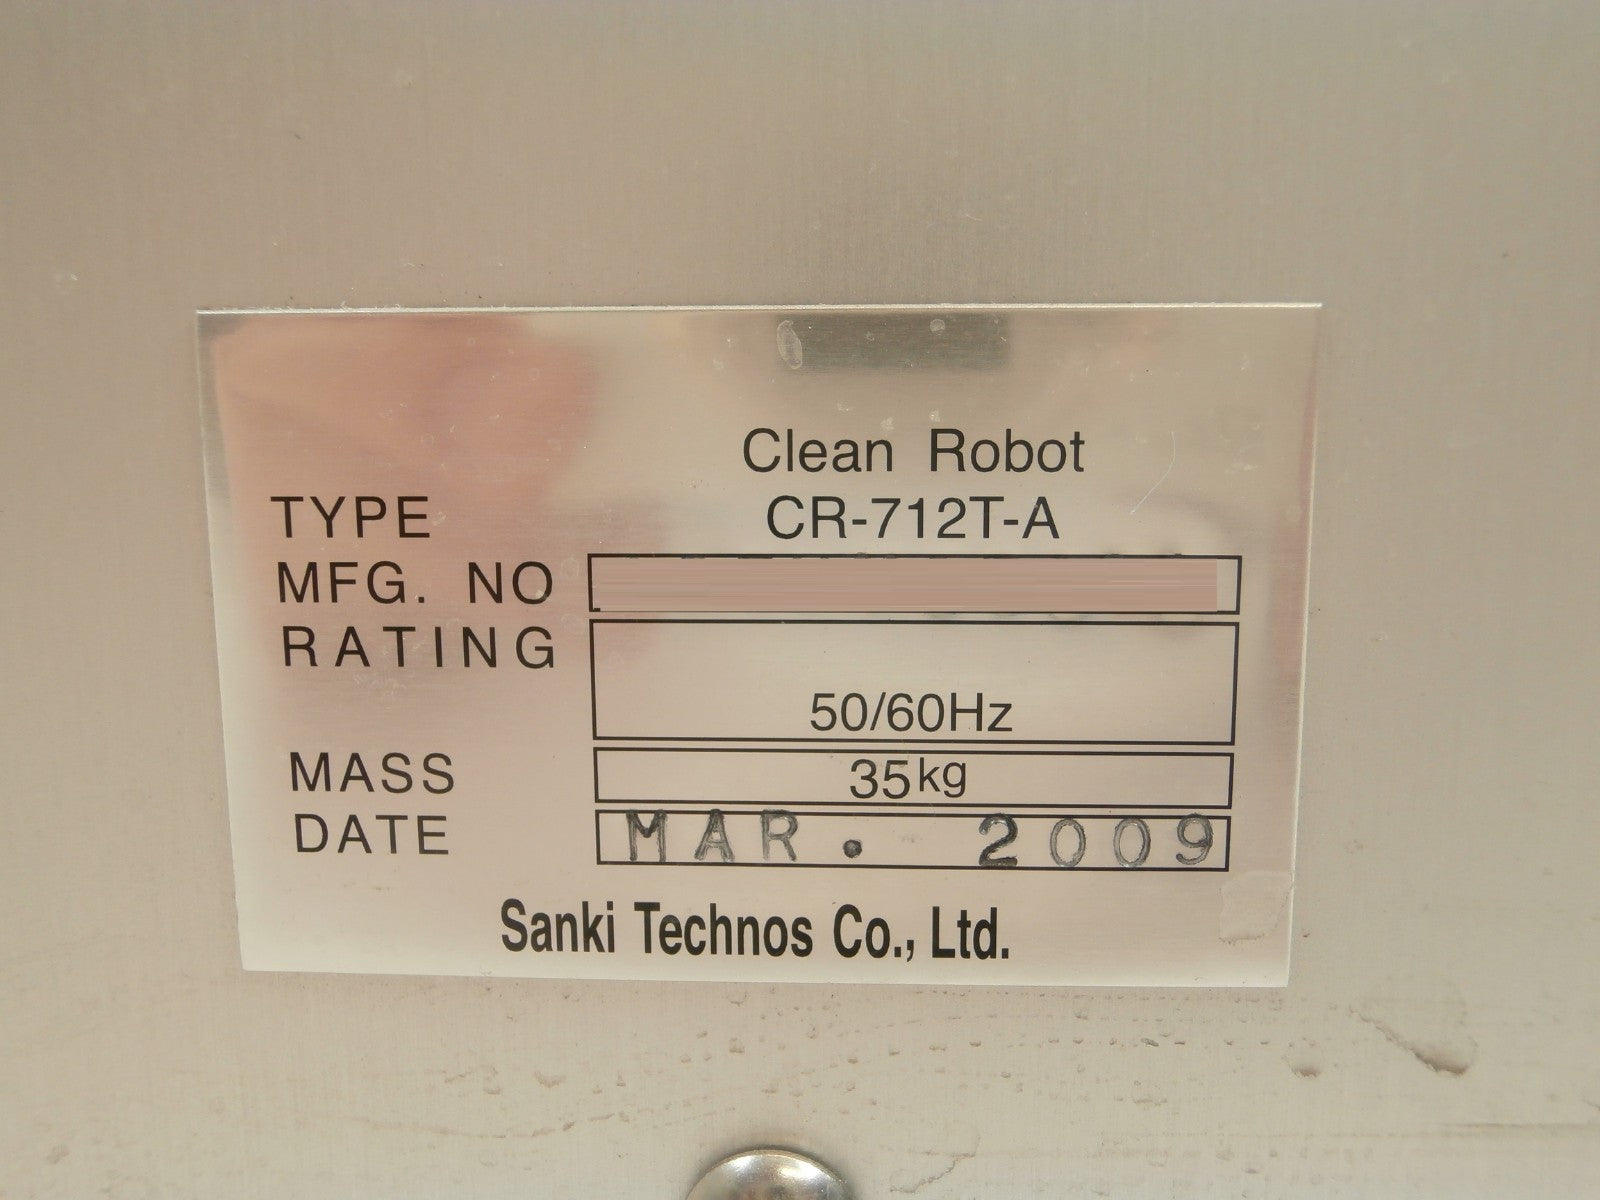 Clean Robot
TYPE CR-712T-A
MFG. NO
RATING
50/60Hz
MASS 35kg
DATE MAR. 2009
Sanki Technos Co., Ltd.